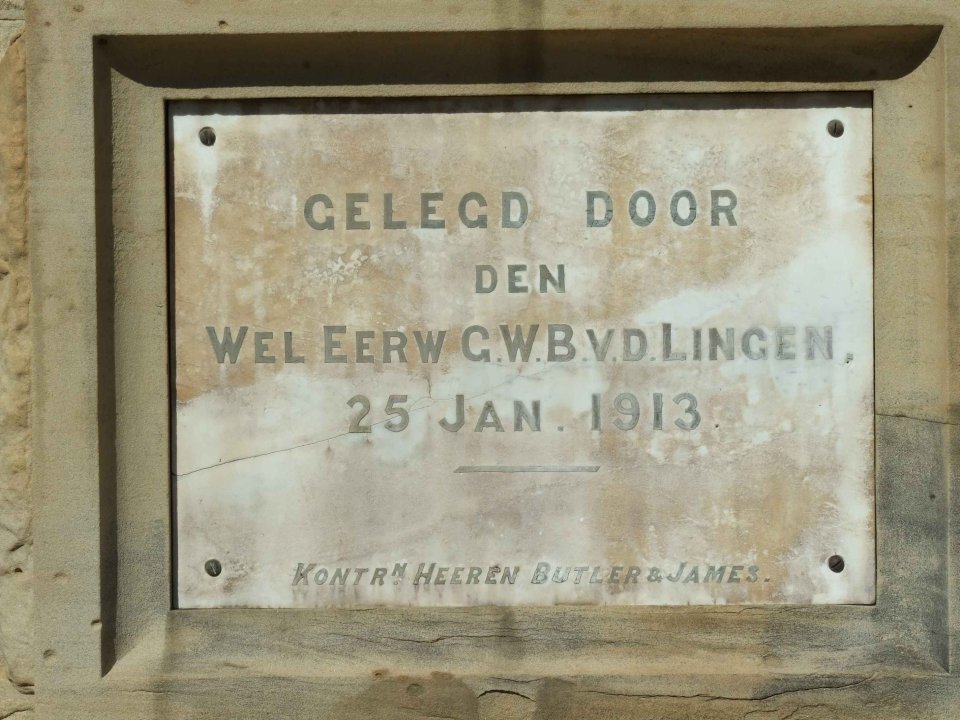 GELEGD DOOR
DEN
WEL EERW G.W.B.V.D.LINGEN.
25 JAN. 1913
KONTRN HEEREN BUTLER & JAMES.